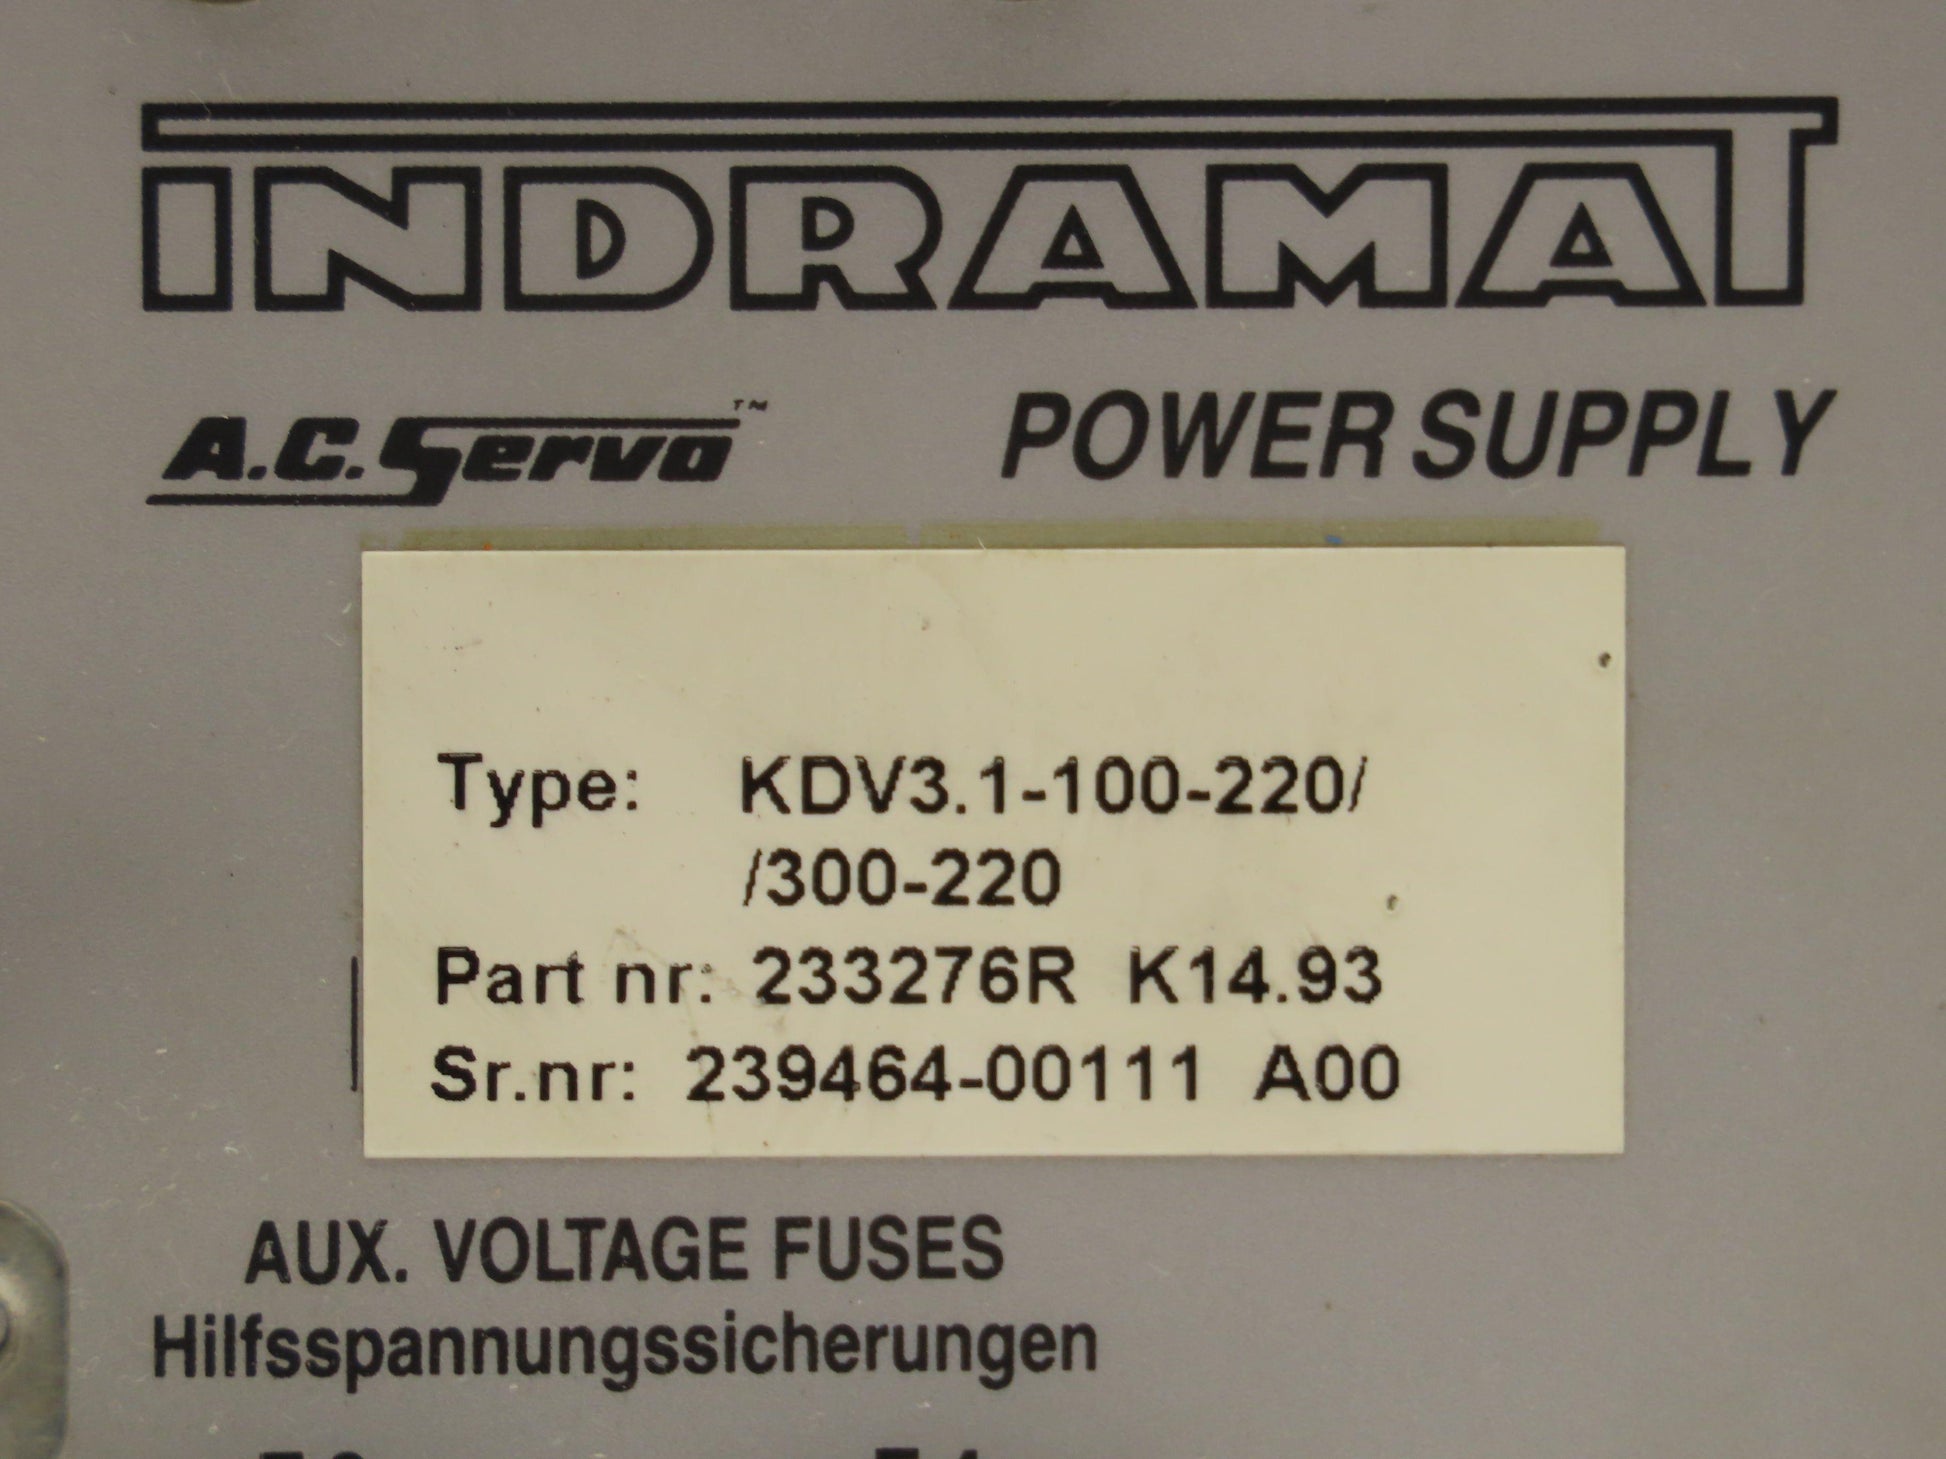 INDRAMAT
A.C. Servo™ POWER SUPPLY
Type: KDV3.1-100-220/
/300-220
Part nr: 233276R K14.93
Sr.nr: 239464-00111 A00
AUX. VOLTAGE FUSES
Hilfsspannungssicherungen